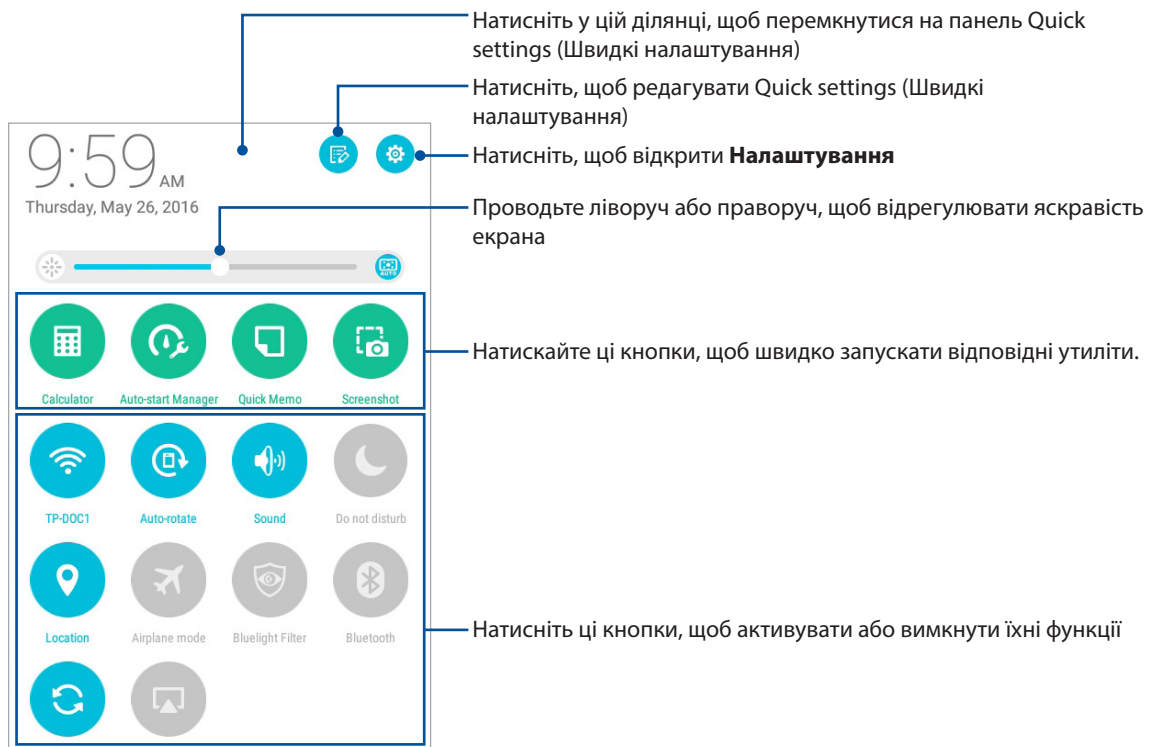 Натисніть у цій ділянці, щоб перемкнутися на панель Quick
settings (Швидкі налаштування)
Натисніть, щоб редагувати Quick settings (Швидкі
налаштування)
Натисніть, щоб відкрити Налаштування
9:59 AM
Thursday, May 26, 2016
Проводьте ліворуч або праворуч, щоб відрегулювати яскравість
екрана
AUTO
Натискайте ці кнопки, щоб швидко запускати відповідні утиліти.
Calculator Auto-start Manager Quick Memo Screenshot
TP-DOC1 Auto-rotate Sound Do not disturb
Location Airplane mode Bluelight Filter Bluetooth
Натисніть ці кнопки, щоб активувати або вимкнути їхні функції